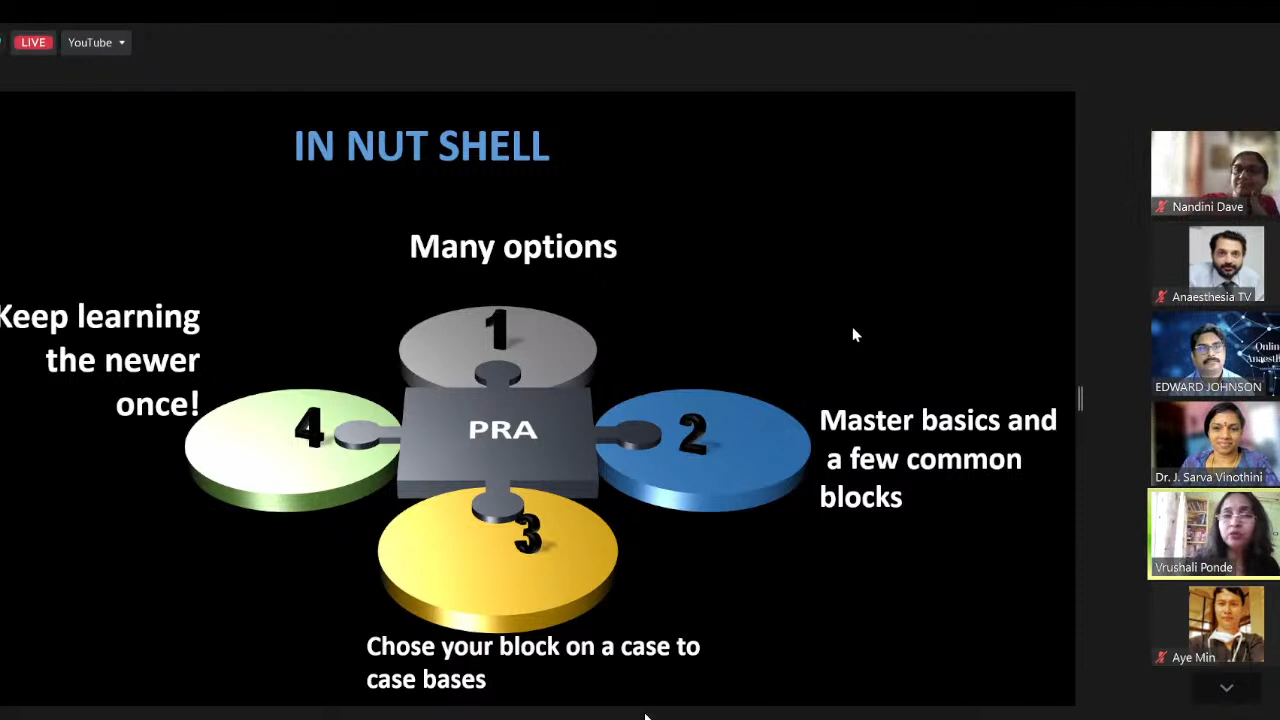 LIVE
YouTube
IN NUT SHELL
Many options
1
Keep learning
the newer
once!
4
PRA
2
Master basics and
a few common
blocks
3
Chose your block on a case to
case bases
Nandini Dave
Anaesthesia TV
Online
Anaesth
EDWARD JOHNSON
Dr. J. Sarva Vinothini
Vrushali Ponde
Aye Min